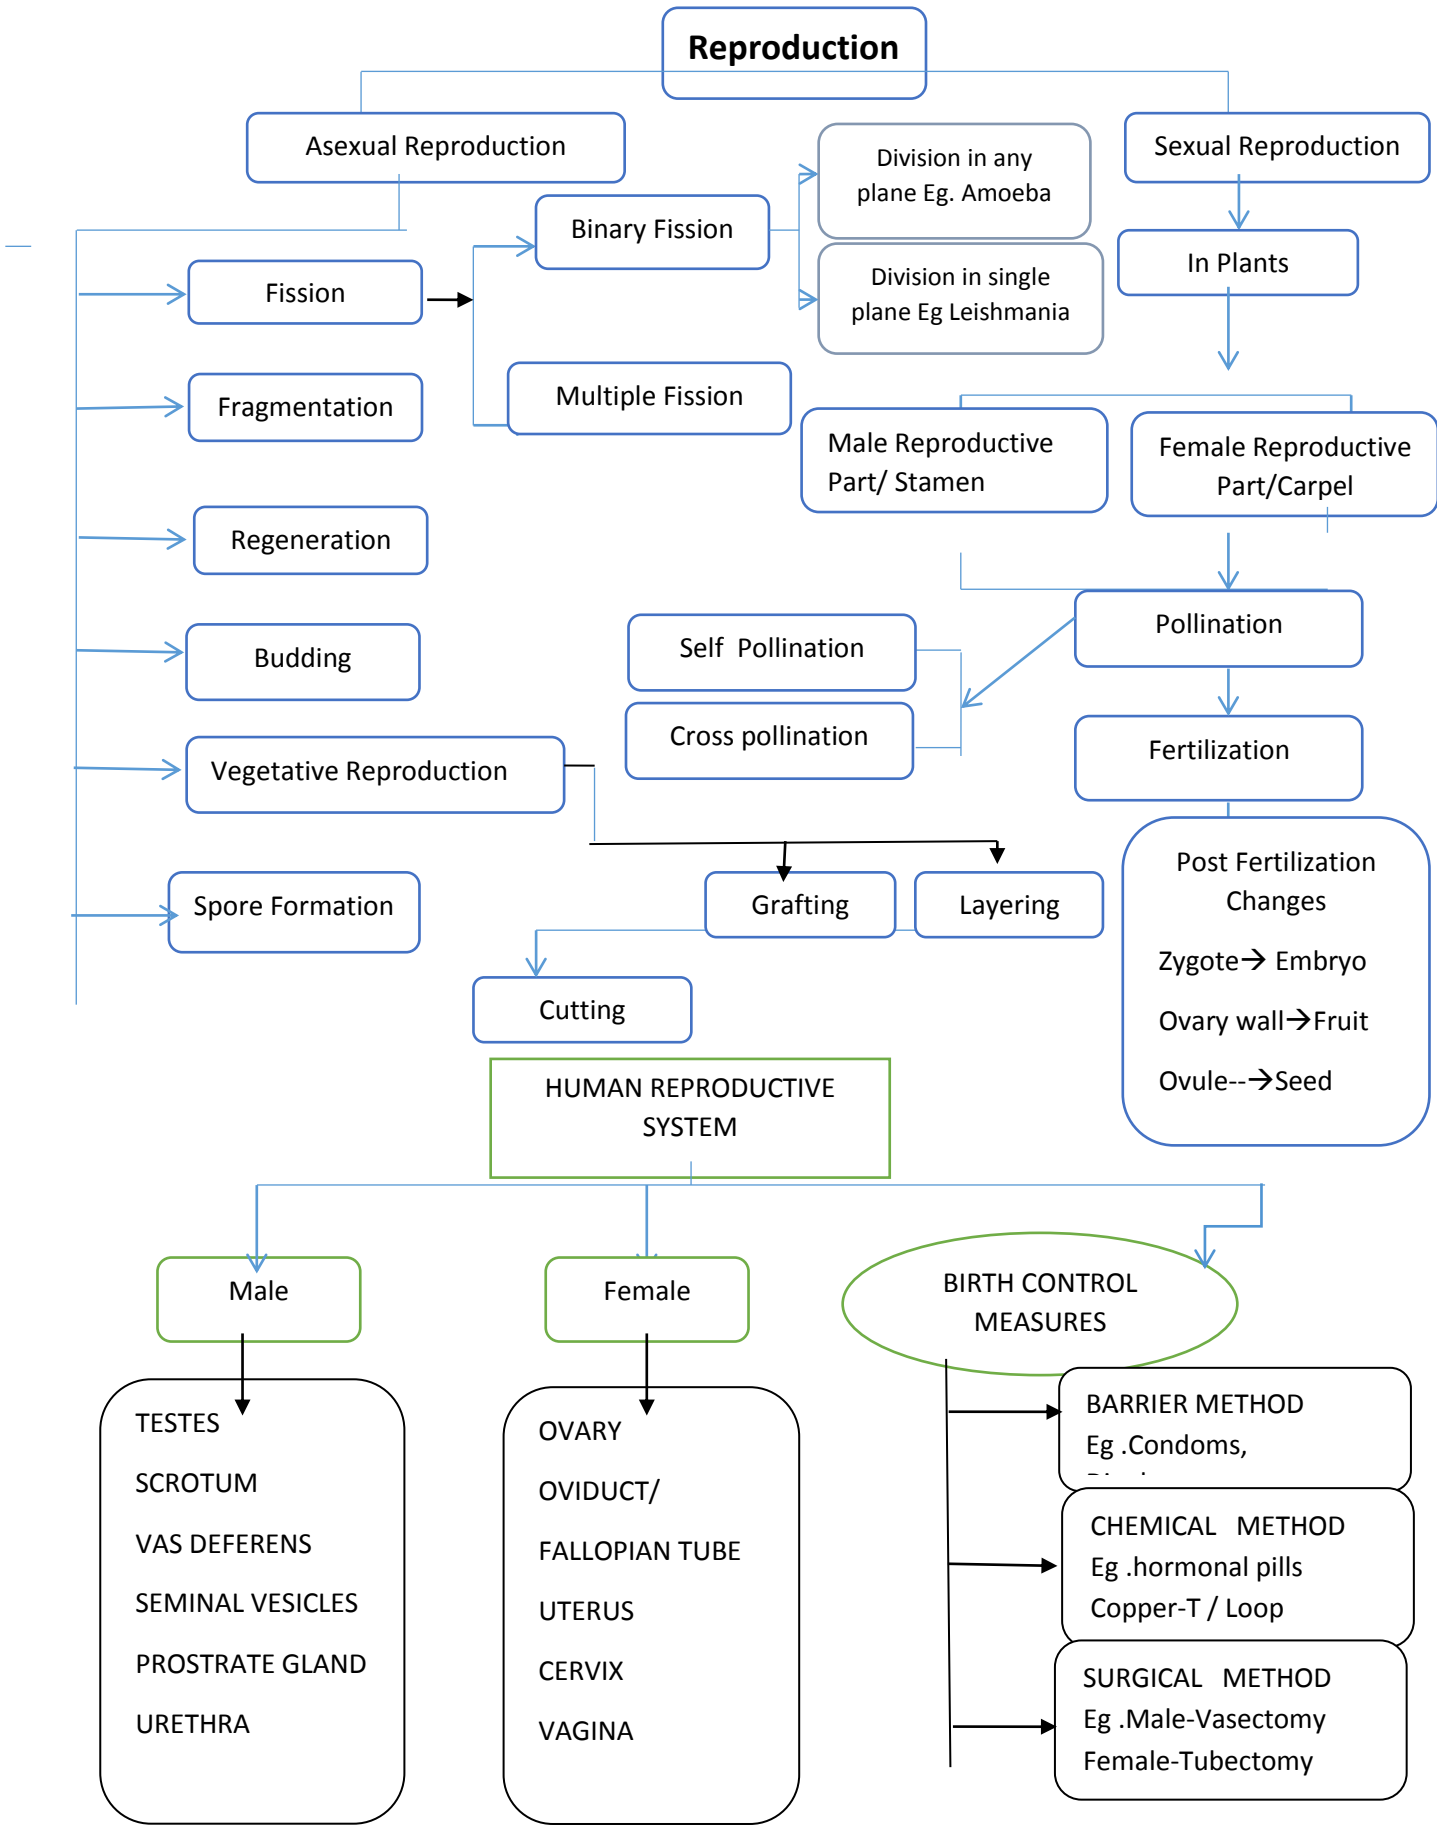 Reproduction
Asexual Reproduction
Sexual Reproduction
Division in any
plane Eg. Amoeba
Binary Fission
In Plants
Division in single
plane Eg Leishmania
Fission
Multiple Fission
Fragmentation
Male Reproductive
Part/ Stamen
Female Reproductive
Part/Carpel
Regeneration
Pollination
Self  Pollination
Budding
Cross pollination
Fertilization
Vegetative Reproduction
Post Fertilization
Changes
Zygote→ Embryo
Ovary wall→Fruit
Ovule--→Seed
Spore Formation
Grafting
Layering
Cutting
HUMAN REPRODUCTIVE
SYSTEM
Male
Female
BIRTH CONTROL
MEASURES
TESTES
SCROTUM
VAS DEFERENS
SEMINAL VESICLES
PROSTRATE GLAND
URETHRA
OVARY
OVIDUCT/
FALLOPIAN TUBE
UTERUS
CERVIX
VAGINA
BARRIER METHOD
Eg .Condoms,
CHEMICAL   METHOD
Eg .hormonal pills
Copper-T / Loop
SURGICAL   METHOD
Eg .Male-Vasectomy
Female-Tubectomy